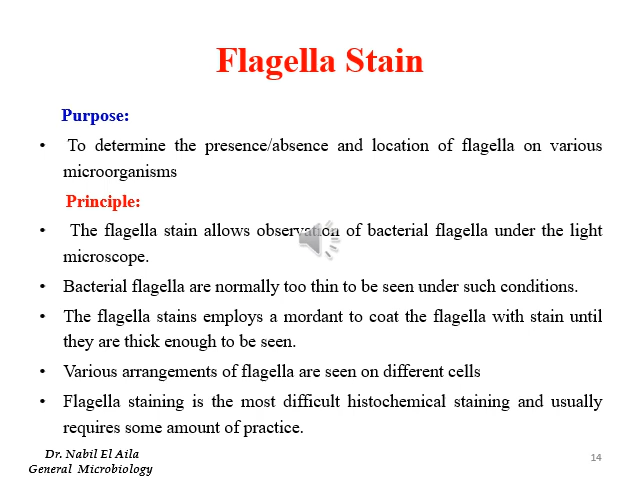 Flagella Stain
Purpose:
• To determine the presence/absence and location of flagella on various
microorganisms
Principle:
• The flagella stain allows observation of bacterial flagella under the light
microscope.
• Bacterial flagella are normally too thin to be seen under such conditions.
• The flagella stains employs a mordant to coat the flagella with stain until
they are thick enough to be seen.
• Various arrangements of flagella are seen on different cells
• Flagella staining is the most difficult histochemical staining and usually
requires some amount of practice.
Dr. Nabil El Aila
General Microbiology
14